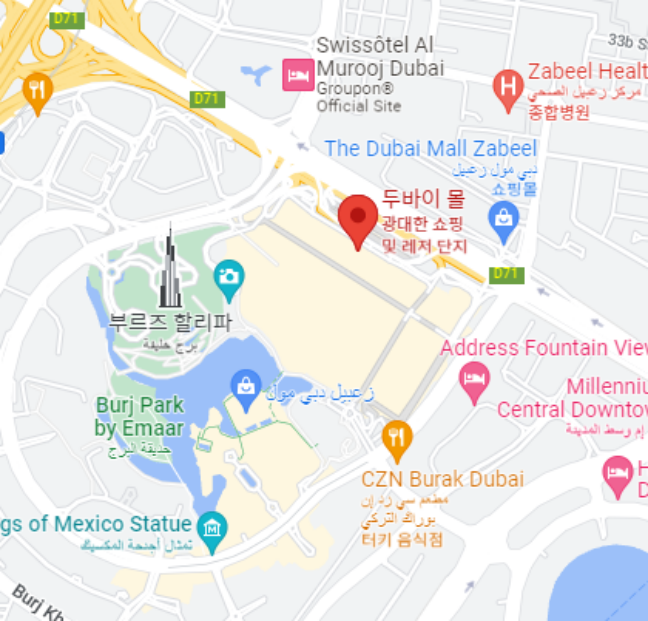 D71
33b S
Swissôtel Al
Murooj Dubai
Groupon®
Official Site
D71
Zabeel Healt
مركز زعبيل الصحي
종합병원
The Dubai Mall Zabeel
دبي مول زعبيل
쇼핑몰
두바이 몰
광대한 쇼핑
및 레저 단지
D71
부르즈 할리파
برج خليفة
Address Fountain View
Millenniu
Central Downtow
إم وسط المدينة
زعبيل دبي مول
Burj Park
by Emaar
حديقة البرج
CZN Burak Dubai
مطعم سي زد إن
بوراك التركي
터키 음식점
H
D
gs of Mexico Statue
تمثال أجنحة المكسيك
Burj Kh